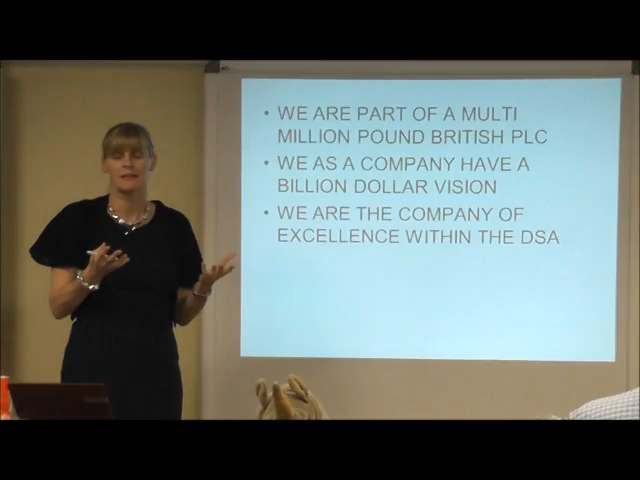 • WE ARE PART OF A MULTI
MILLION POUND BRITISH PLC
• WE AS A COMPANY HAVE A
BILLION DOLLAR VISION
• WE ARE THE COMPANY OF
EXCELLENCE WITHIN THE DSA